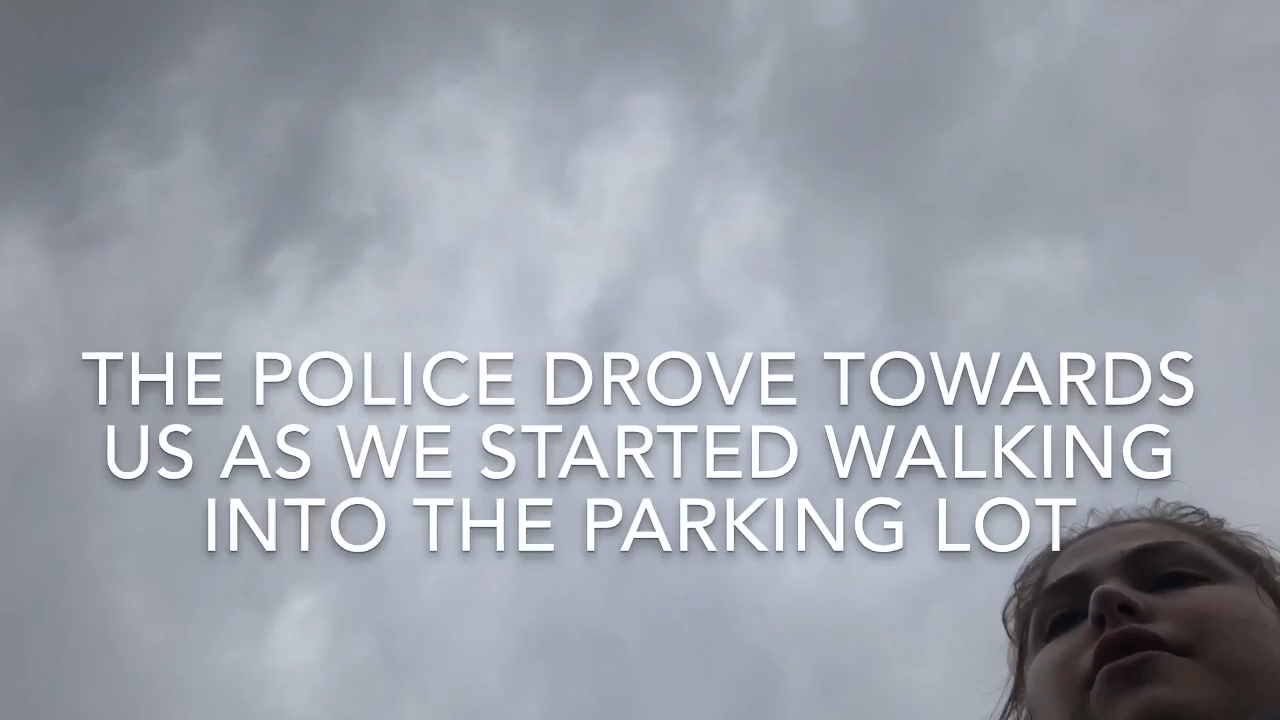 THE POLICE DROVE TOWARDS
US AS WE STARTED WALKING
INTO THE PARKING LOT